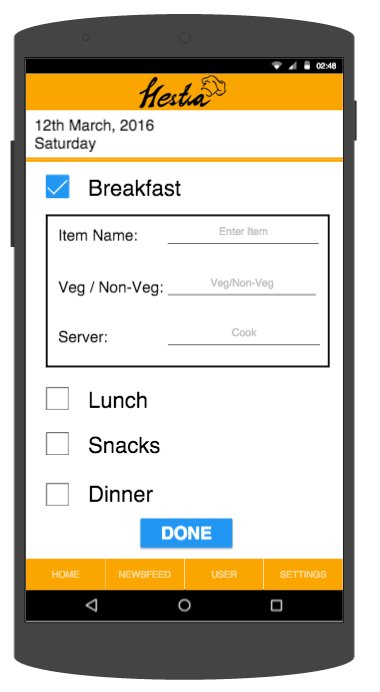 02:48
Hestia
12th March, 2016
Saturday
Breakfast
Item Name: Enter Item
Veg / Non-Veg: Veg/Non-Veg
Server: Cook
Lunch
Snacks
Dinner
DONE
HOME NEWSFEED USER SETTINGS